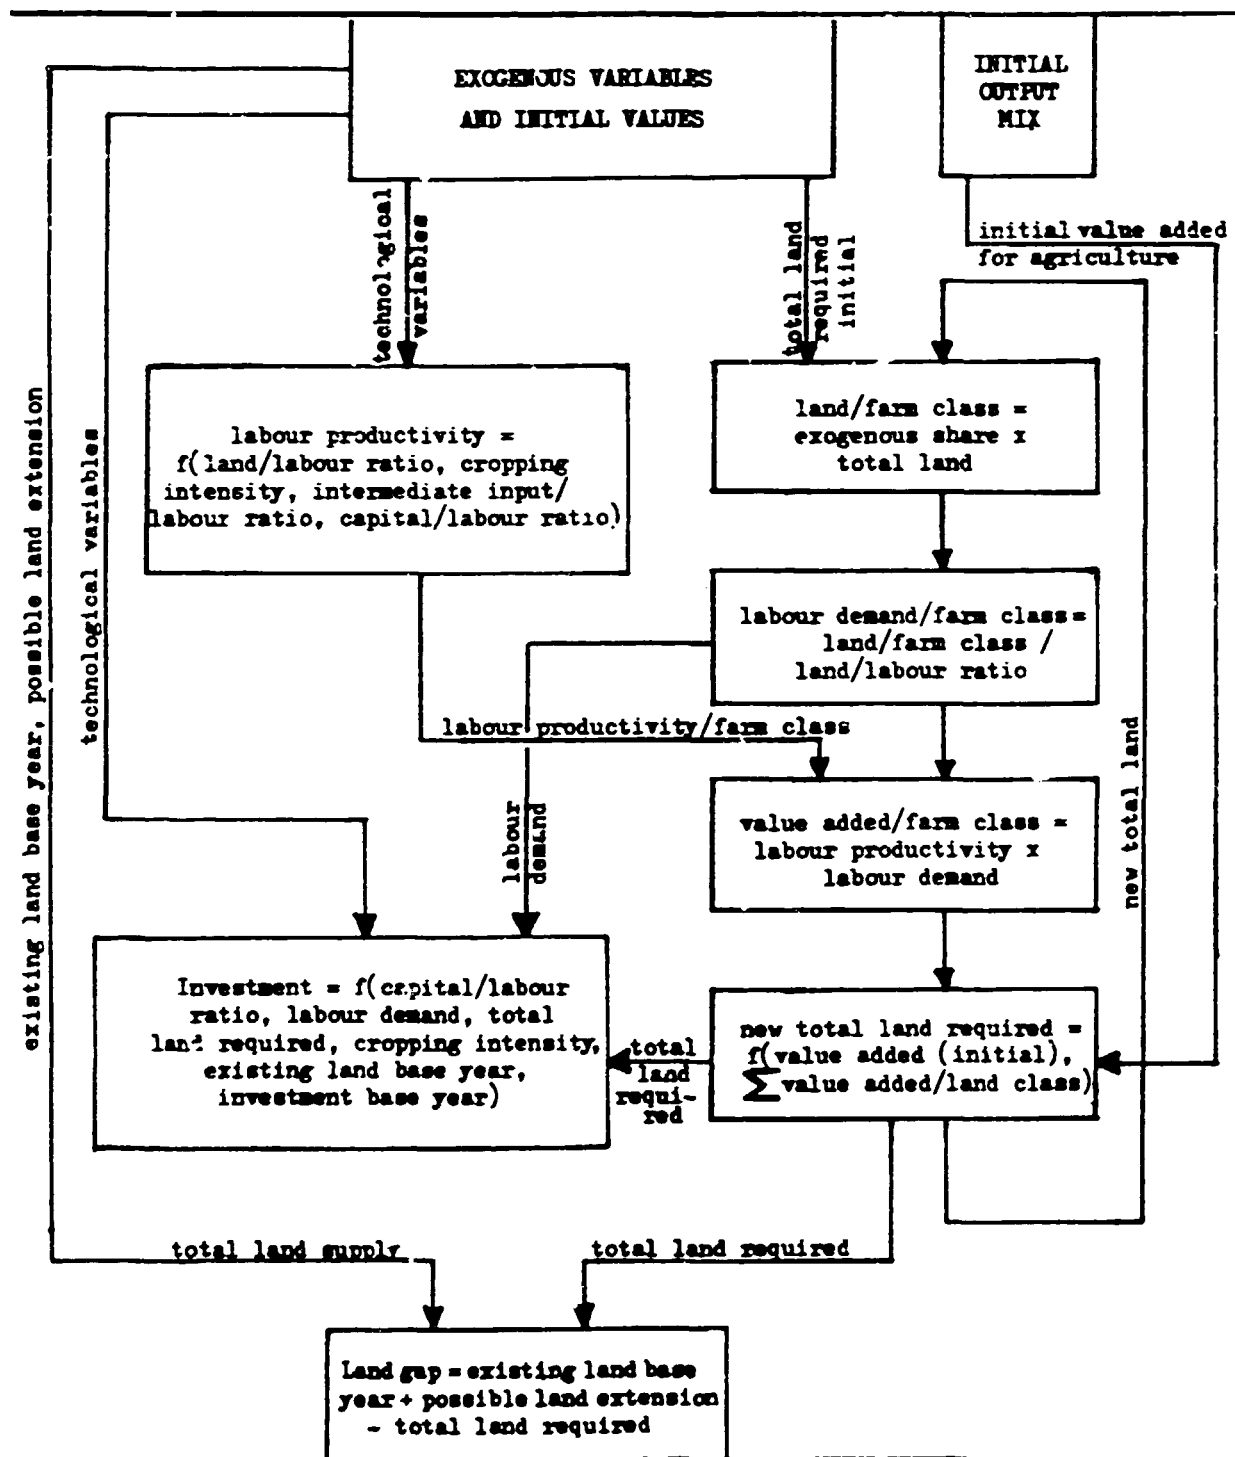 EXOGENOUS VARIABLES
AND INITIAL VALUES
INITIAL
OUTPUT
MIX
technological
variables
total land
required
initial
initial value added
for agriculture
existing land base year, possible land extension
technological variables
labour productivity =
f(land/labour ratio, cropping
intensity, intermediate input/
labour ratio, capital/labour ratio)
land/farm class =
exogenous share x
total land
labour demand/farm class=
land/farm class /
land/labour ratio
labour productivity/farm class
labour
demand
value added/farm class =
labour productivity x
labour demand
new total land
Investment = f(capital/labour
ratio, labour demand, total
land required, cropping intensity,
existing land base year,
investment base year)
total
land
requi-
red
new total land required =
f(value added (initial),
∑ value added/land class)
total land supply
total land required
Land gap = existing land base
year + possible land extension
- total land required